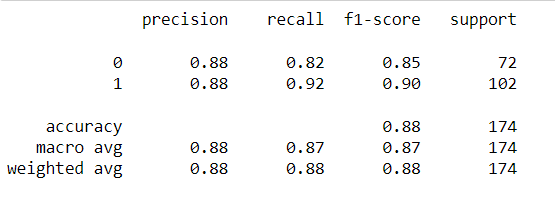 precision recall f1-score support
0 0.88 0.82 0.85 72
1 0.88 0.92 0.90 102
accuracy 0.88 174
macro avg 0.88 0.87 0.87 174
weighted avg 0.88 0.88 0.88 174